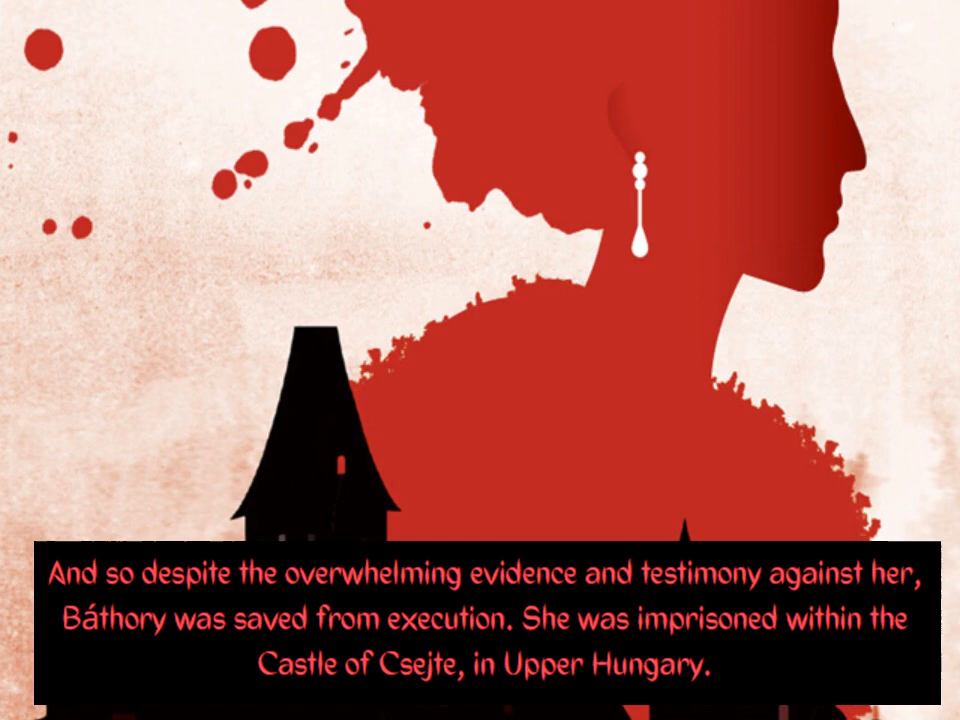 And so despite the overwhelming evidence and testimony against her,
Báthory was saved from execution. She was imprisoned within the
Castle of Csejte, in Upper Hungary.